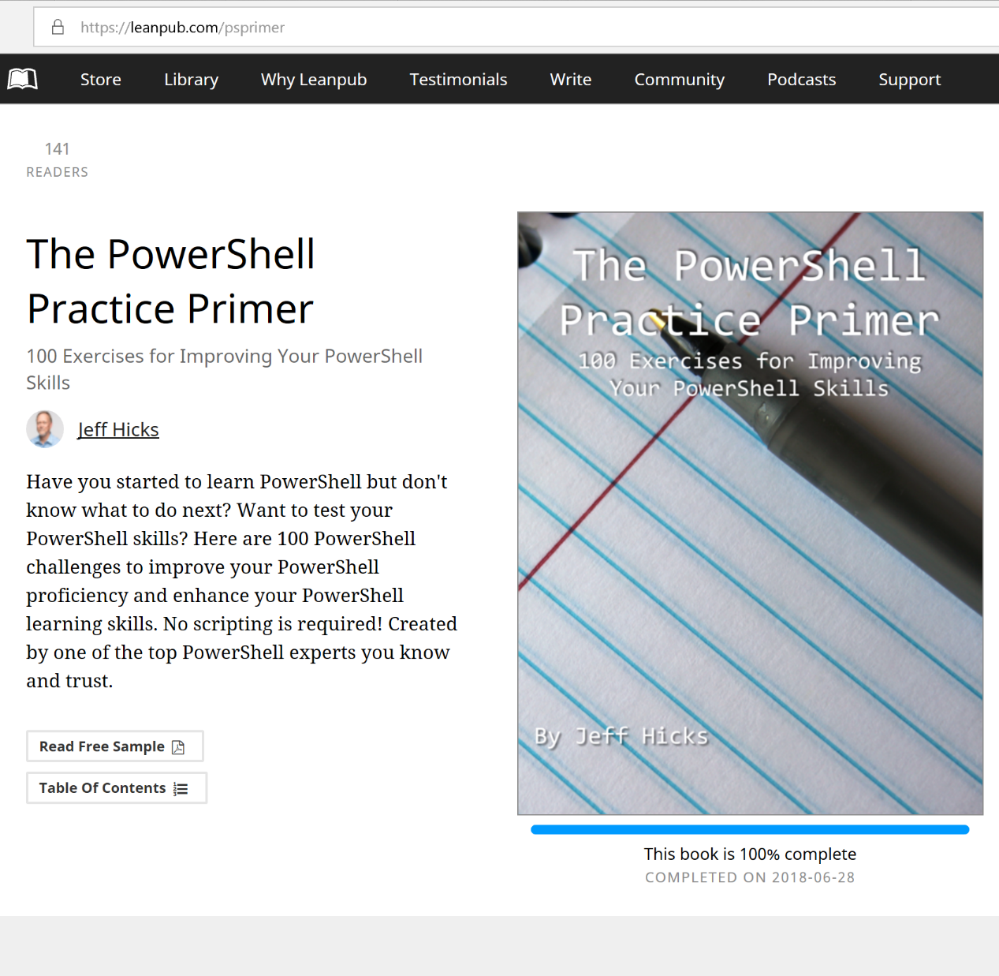 https://leanpub.com/psprimer
Store Library Why Leanpub Testimonials Write Community Podcasts Support
141
READERS
The PowerShell
Practice Primer
100 Exercises for Improving Your PowerShell
Skills
Jeff Hicks
Have you started to learn PowerShell but don't
know what to do next? Want to test your
PowerShell skills? Here are 100 PowerShell
challenges to improve your PowerShell
proficiency and enhance your PowerShell
learning skills. No scripting is required! Created
by one of the top PowerShell experts you know
and trust.
Read Free Sample
Table Of Contents
The PowerShell
Practice Primer
100 Exercises for Improving
Your PowerShell Skills
By Jeff Hicks
This book is 100% complete
COMPLETED ON 2018-06-28